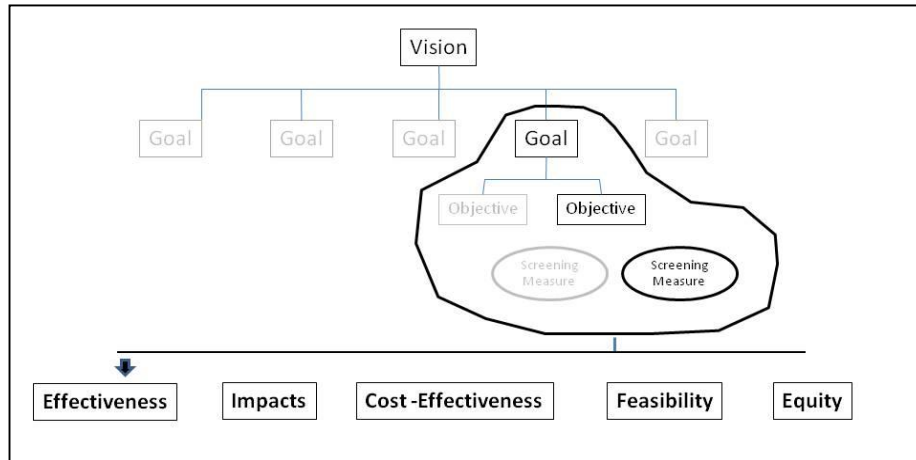 Vision
Goal
Goal
Goal
Goal
Goal
Objective
Objective
Screening
Measure
Screening
Measure
Effectiveness
Impacts
Cost -Effectiveness
Feasibility
Equity